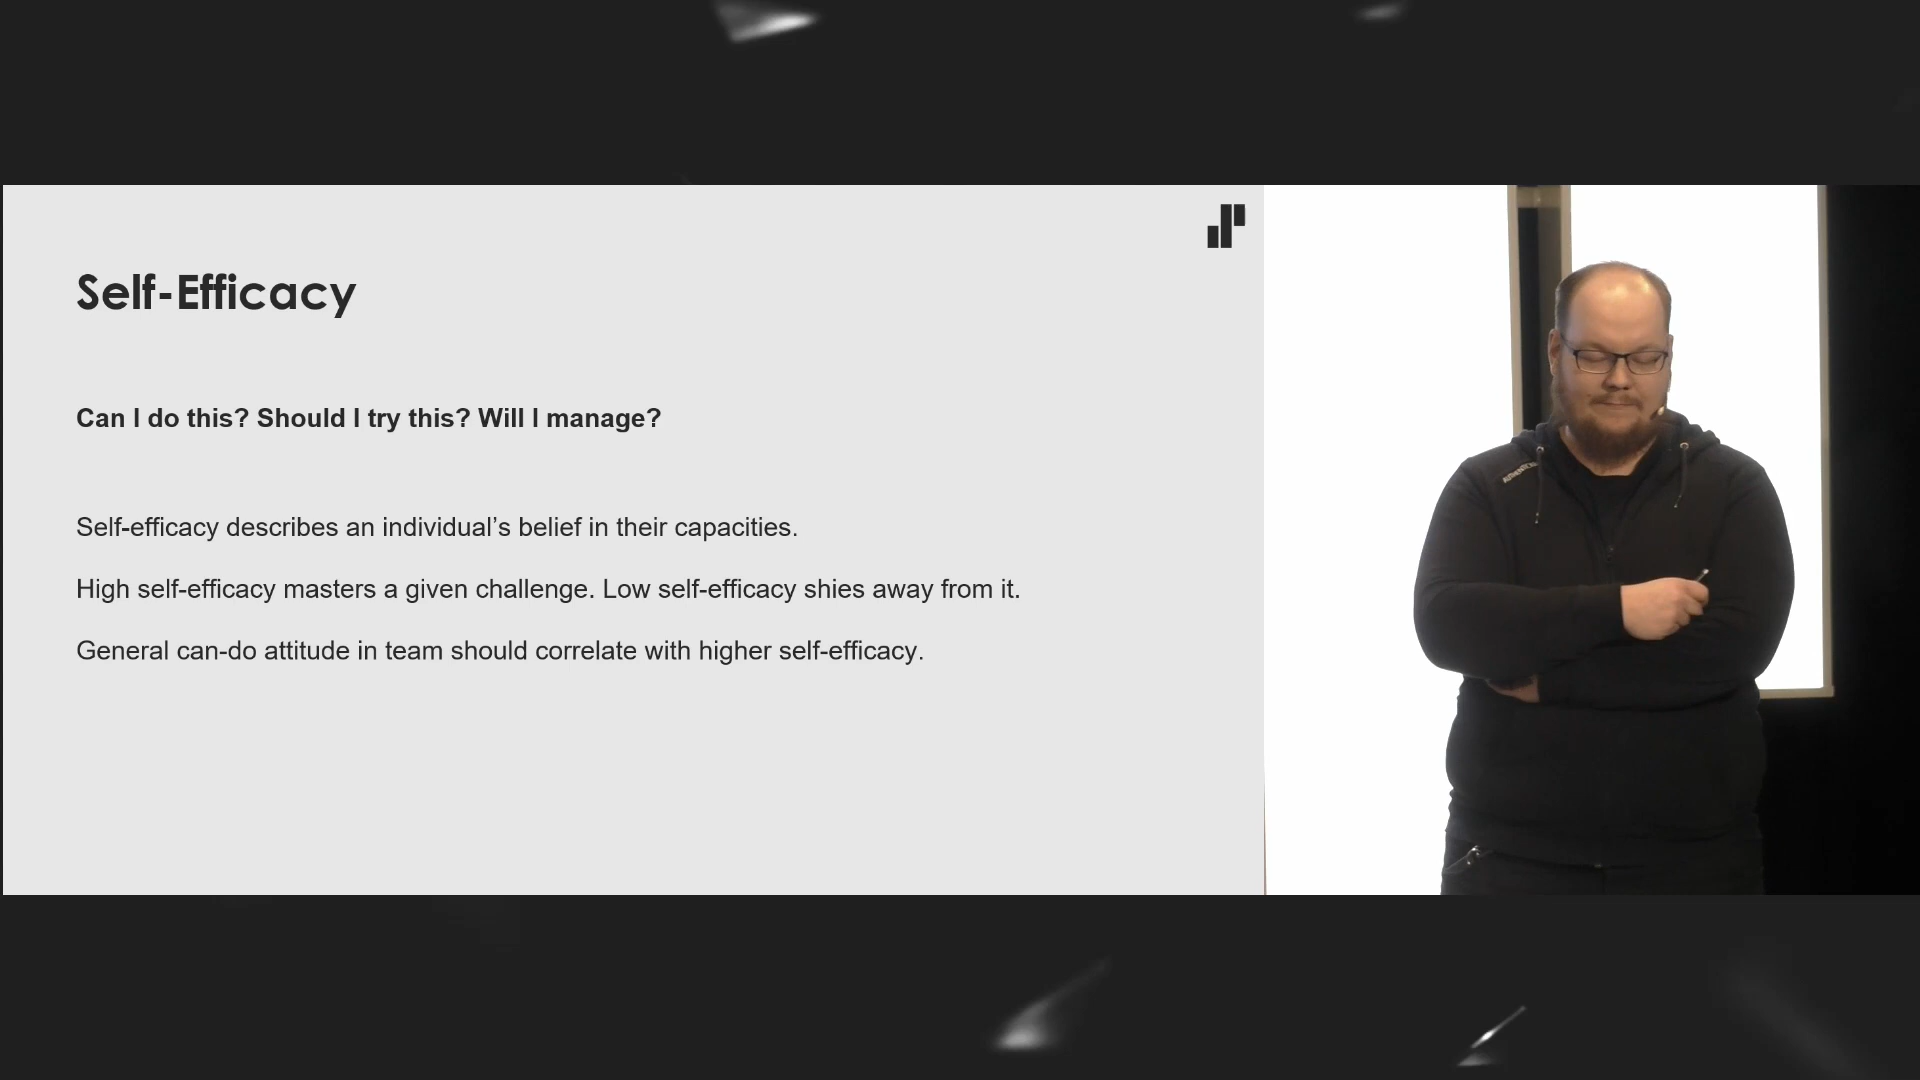 Self-Efficacy
Can I do this? Should I try this? Will I manage?
Self-efficacy describes an individual’s belief in their capacities.
High self-efficacy masters a given challenge. Low self-efficacy shies away from it.
General can-do attitude in team should correlate with higher self-efficacy.